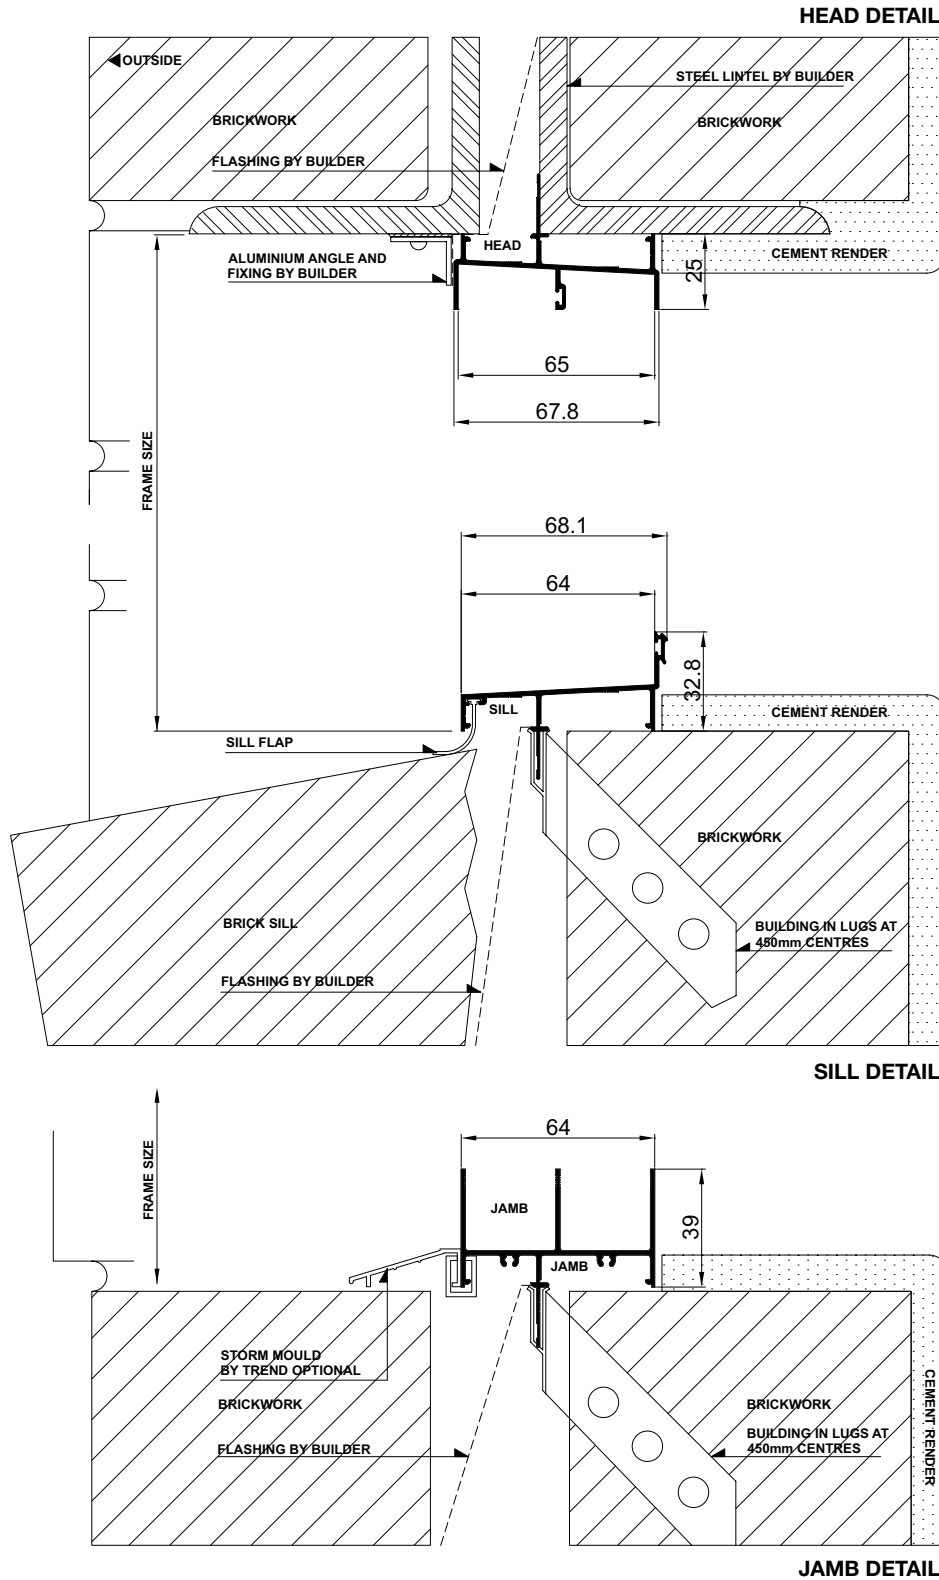 HEAD DETAIL
OUTSIDE
STEEL LINTEL BY BUILDER
BRICKWORK
BRICKWORK
FLASHING BY BUILDER
HEAD
ALUMINIUM ANGLE AND
FIXING BY BUILDER
CEMENT RENDER
25
65
67.8
FRAME SIZE
68.1
64
32.8
SILL
CEMENT RENDER
SILL FLAP
BRICKWORK
BRICK SILL
BUILDING IN LUGS AT
450mm CENTRES
FLASHING BY BUILDER
SILL DETAIL
64
FRAME SIZE
JAMB
39
JAMB
STORM MOULD
BY TREND OPTIONAL
BRICKWORK
BRICKWORK
CEMENT RENDER
BUILDING IN LUGS AT
450mm CENTRES
FLASHING BY BUILDER
JAMB DETAIL